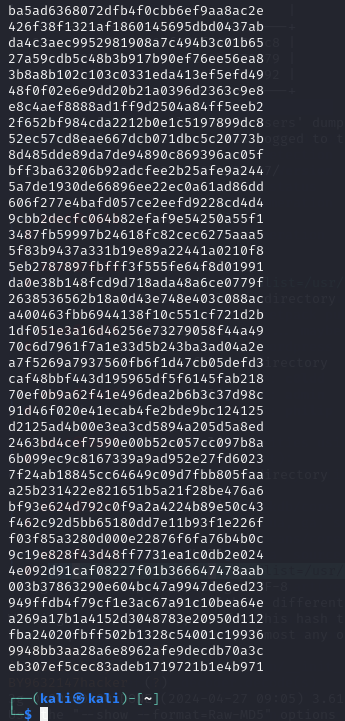 ba5ad6368072dfb4f0cbb6ef9aa8ac2e
426f38f1321af1860145695dbd0437ab
da4c3aec9952981908a7c494b3c01b65
27a59cdb5c48b3b917b90ef76ee56ea8
3b8a8b102c103c0331eda413ef5efd49
48f0f02e6e9dd20b21a0396d2363c9e8
e8c4aef8888ad1ff9d2504a84ff5eeb2
2f652bf984cda2212b0e1c5197899dc8
52ec57cd8eae667dcb071dbc5c20773b
8d485dde89da7de94890c869396ac05f
bff3ba63206b92adcfee2b25afe9a2447
5a7de1930de66896ee22ec0a61ad86dd
606f277e4bafd057ce2eefd9228cd4d4
9cbb2decfc064b82efaf9e54250a55f1
3487fb59997b24618fc82cec6275aaa5
5f83b9437a331b19e89a22441a0210f8
5eb2787897fbfff3f555fe64f8d01991
da0e38b148fcd9d718ada48a6ce0779f
2638536562b18a0d43e748e403c088ac
a400463fbb6944138f10c551cf721d2b
1df051e3a16d46256e73279058f44a49
70c6d7961f7a1e33d5b243ba3ad04a2e
a7f5269a7937560fb6f1d47cb05defd3
caf48bbf443d195965df5f6145fab218
70ef0b9a62f41e496dea2b6b3c37d98c
91d46f020e41ecab4fe2bde9bc124125
d2125ad4b00e3ea3cd5894a205d5a8ed
2463bd4cef7590e00b52c057cc097b8a
6b099ec9c8167339a9ad952e27fd6023
7f24ab18845cc64649c09d7fbb805faa
a25b231422e821651b5a21f28be476a6
bf93e624d792c0f9a2a4224b89e50c43
f462c92d5bb65180dd7e11b93f1e226f
f03f85a3280d000e22876f6fa76b4b0c
9c19e828f43d48ff7731ea1c0db2e024
4e092d91caf08227f01b366647478aab
003b37863290e604bc47a9947de6ed23
949ffdb4f79cf1e3ac67a91c10bea64e
a269a17b1a4152d3048783e20950d112
fba24020fbff502b1328c54001c19936
9948bb3aa28a6e8962afe9decdb70a3c
eb307ef5cec83adeb1719721b1e4b971
┌──(kali㉿kali)-[~]
└─$